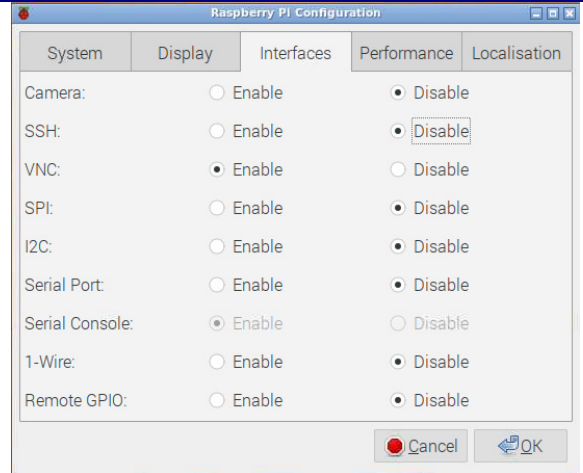 Raspberry Pi Configuration
System Display Interfaces Performance Localisation
Camera: Enable Disable
SSH: Enable Disable
VNC: Enable Disable
SPI: Enable Disable
I2C: Enable Disable
Serial Port: Enable Disable
Serial Console: Enable Disable
1-Wire: Enable Disable
Remote GPIO: Enable Disable
Cancel OK